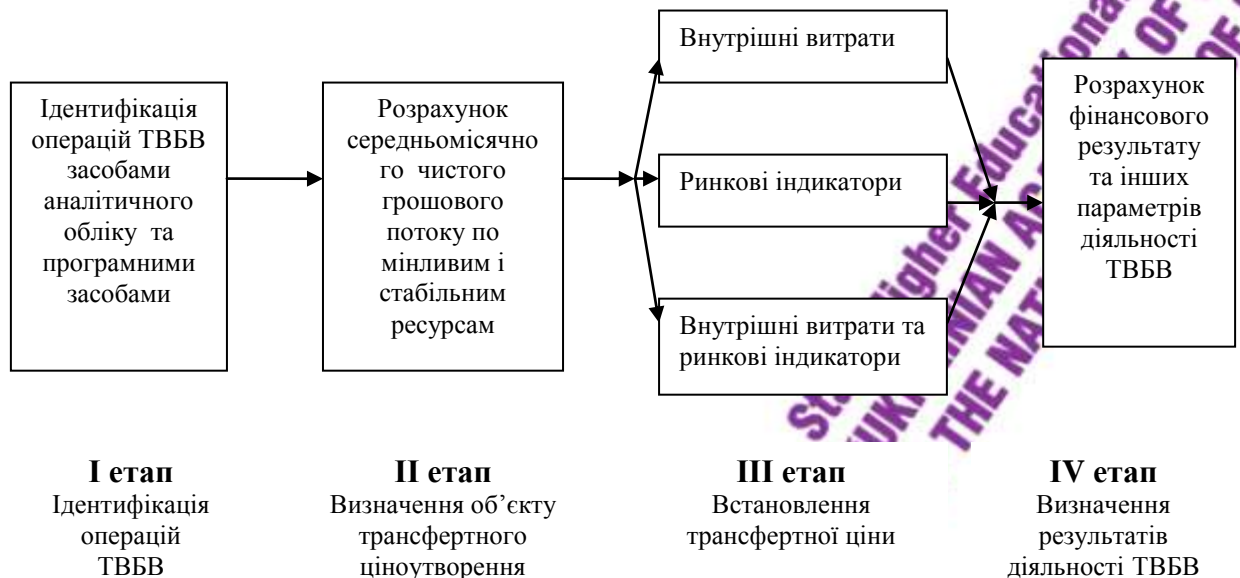 Ідентифікація
операцій ТВБВ
засобами
аналітичного
обліку та
програмними
засобами
Розрахунок
середньомісячно
го чистого
грошового
потоку по
мінливим і
стабільним
ресурсам
Внутрішні витрати
Ринкові індикатори
Внутрішні витрати та
ринкові індикатори
Розрахунок
фінансового
результату
та інших
параметрів
діяльності
ТВБВ
I етап
Ідентифікація
операцій
ТВБВ
II етап
Визначення об’єкту
трансфертного
ціноутворення
III етап
Встановлення
трансфертної ціни
IV етап
Визначення
результатів
діяльності ТВБВ
Higher
THE